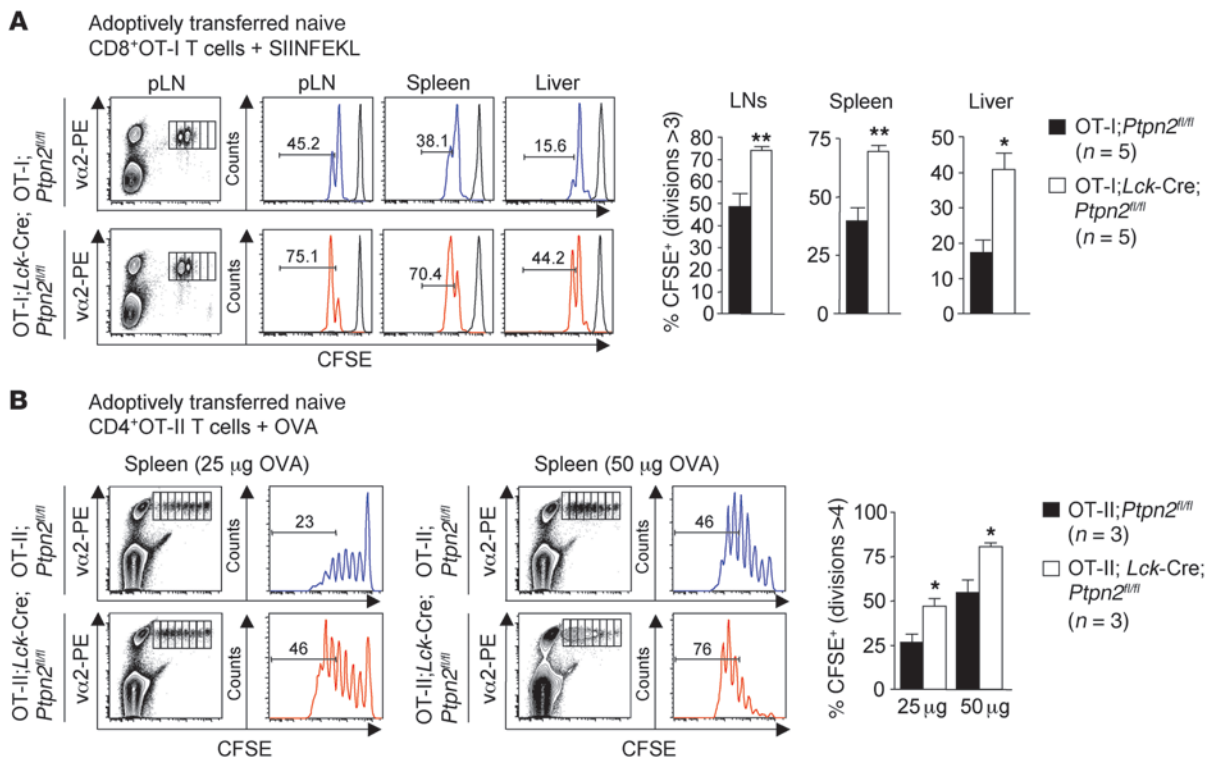 A
Adoptively transferred naive
CD8+OT-I T cells + SIINFEKL
pLN
pLN
Spleen
Liver
OT-I;
Ptpn2fl/fl
vα2-PE
Counts
45.2
38.1
15.6
OT-I;Lck-Cre;
Ptpn2fl/fl
vα2-PE
Counts
75.1
70.4
44.2
CFSE
LNs
Spleen
Liver
% CFSE+ (divisions >3)
80
70
60
50
40
30
20
10
0
**
75
50
25
0
**
50
40
30
20
10
0
*
OT-I;Ptpn2fl/fl
(n = 5)
OT-I;Lck-Cre;
Ptpn2fl/fl
(n = 5)
B
Adoptively transferred naive
CD4+OT-II T cells + OVA
Spleen (25 μg OVA)
Spleen (50 μg OVA)
OT-II;
Ptpn2fl/fl
vα2-PE
Counts
23
OT-II;
Ptpn2fl/fl
vα2-PE
Counts
46
OT-II;Lck-Cre;
Ptpn2fl/fl
vα2-PE
Counts
46
OT-II;Lck-Cre;
Ptpn2fl/fl
vα2-PE
Counts
76
CFSE
CFSE
% CFSE+ (divisions >4)
100
75
50
25
0
*
*
25 μg
50 μg
OT-II;Ptpn2fl/fl
(n = 3)
OT-II; Lck-Cre;
Ptpn2fl/fl
(n = 3)